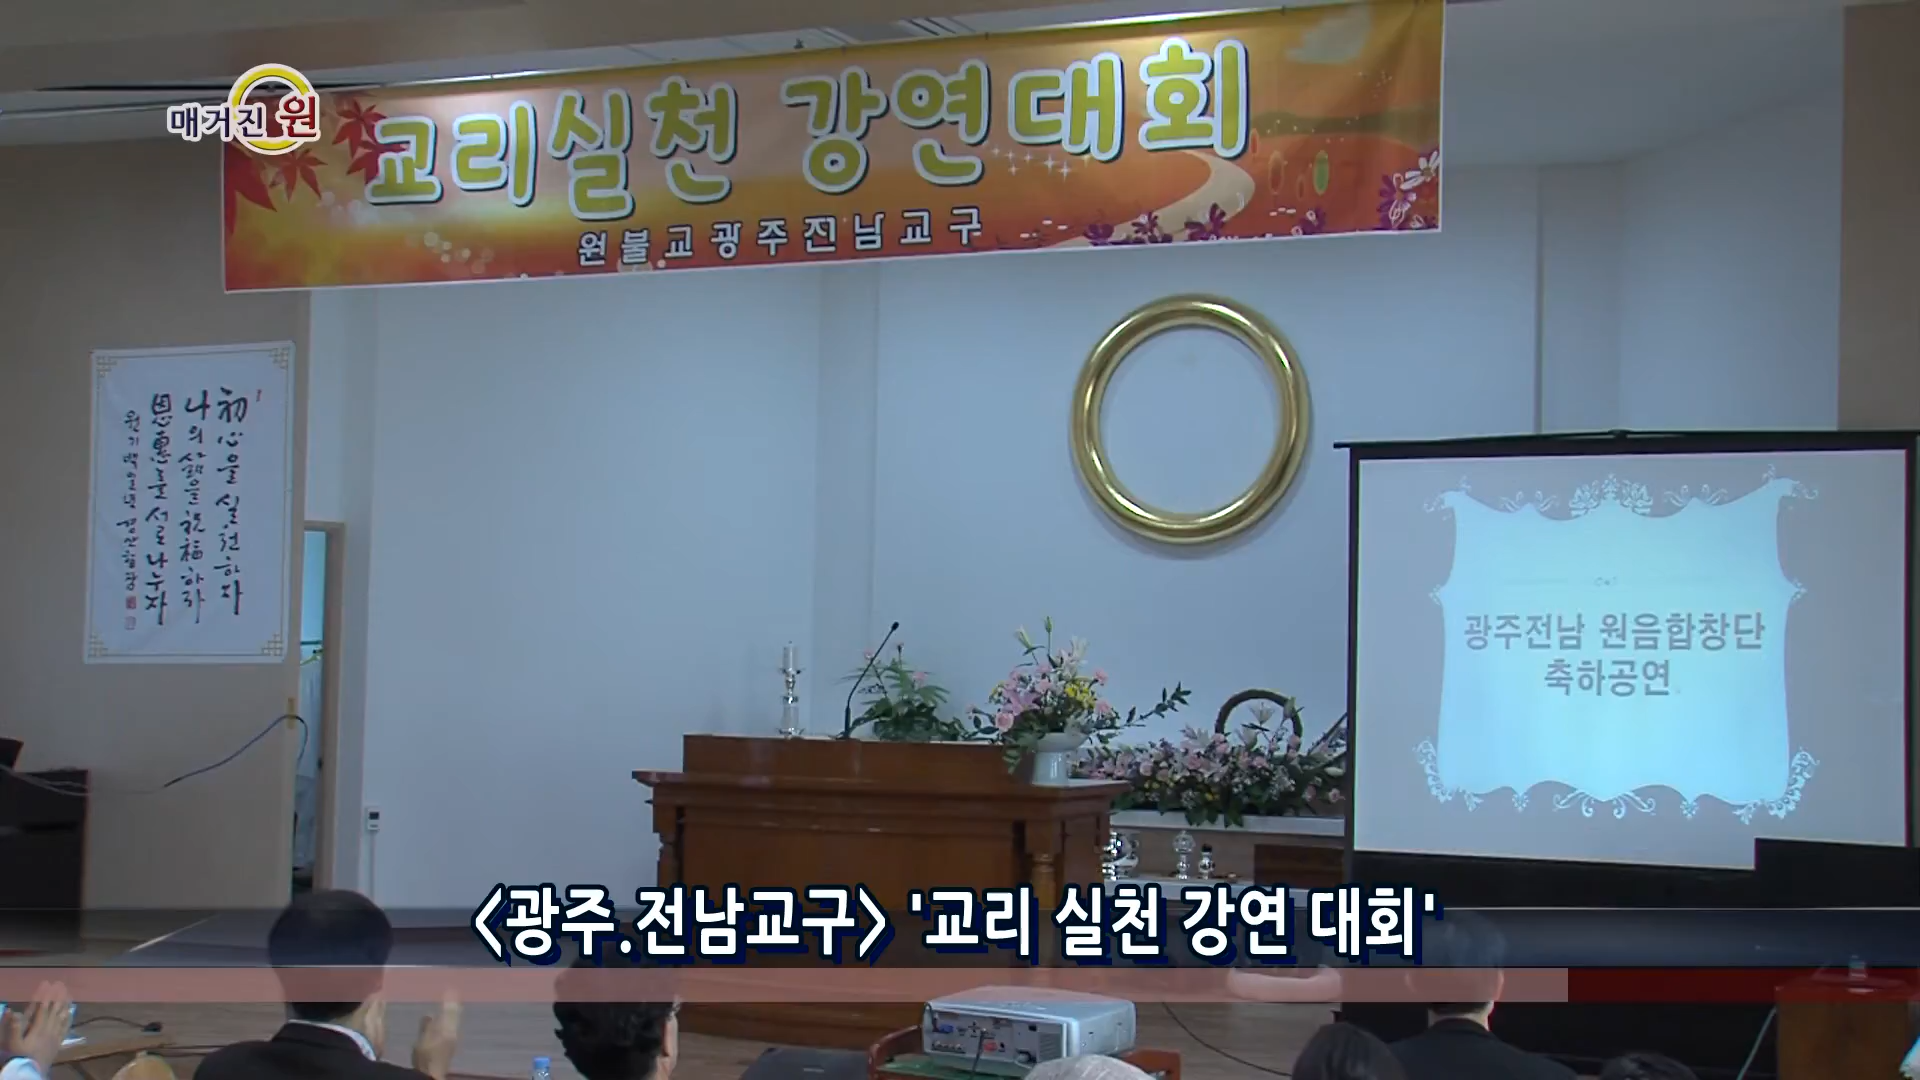 매거진 원
교리실천 강연대회
원불교광주전남교구
初心을 실천하자
나의 삶을 祝福하라
恩惠를 서로 나누자
광주전남 원음합창단
축하공연
<광주.전남교구> '교리 실천 강연 대회'